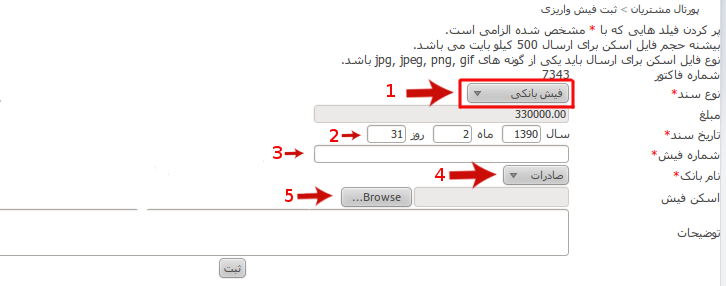 پورتال مشتریان > ثبت فیش واریزی
پر کردن فیلد هایی که با * مشخص شده الزامی است.
بیشنه حجم فایل اسکن برای ارسال 500 کیلو بایت می باشد.
نوع فایل اسکن برای ارسال باید یکی از گونه های jpg, jpeg, png, gif باشد.
شماره فاکتور 7343
نوع سند* فیش بانکی 1
مبلغ 330000.00
تاریخ سند* سال 1390 ماه 2 روز 31 2
شماره فیش* 3
نام بانک* صادرات 4
اسکن فیش Browse... 5
توضیحات
ثبت